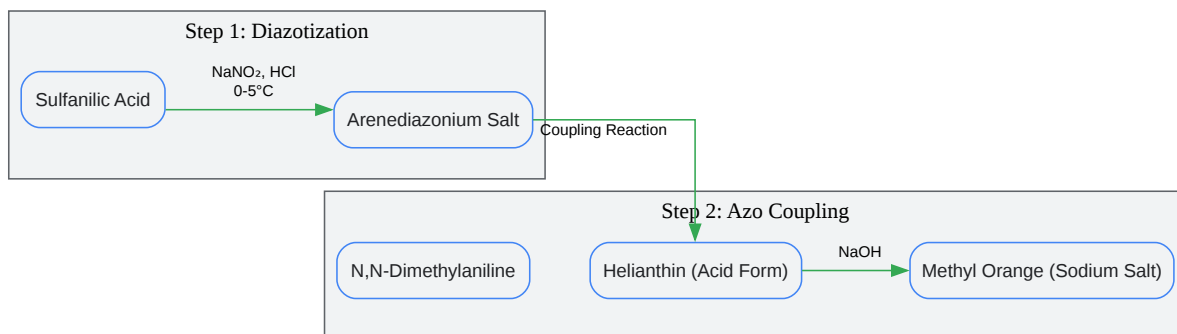 Step 1: Diazotization
Sulfanilic Acid
NaNO₂, HCl
0-5°C
Arenediazonium Salt
Coupling Reaction
Step 2: Azo Coupling
N,N-Dimethylaniline
Helianthin (Acid Form)
NaOH
Methyl Orange (Sodium Salt)